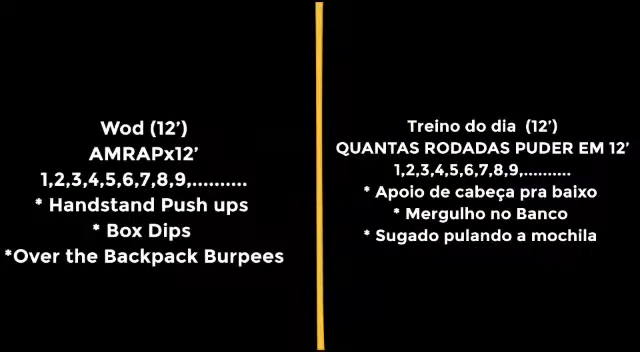 Wod (12’)
AMRAPx12’
1,2,3,4,5,6,7,8,9,..........
* Handstand Push ups
* Box Dips
*Over the Backpack Burpees
Treino do dia (12’)
QUANTAS RODADAS PUDER EM 12’
1,2,3,4,5,6,7,8,9,..........
* Apoio de cabeça pra baixo
* Mergulho no Banco
* Sugado pulando a mochila